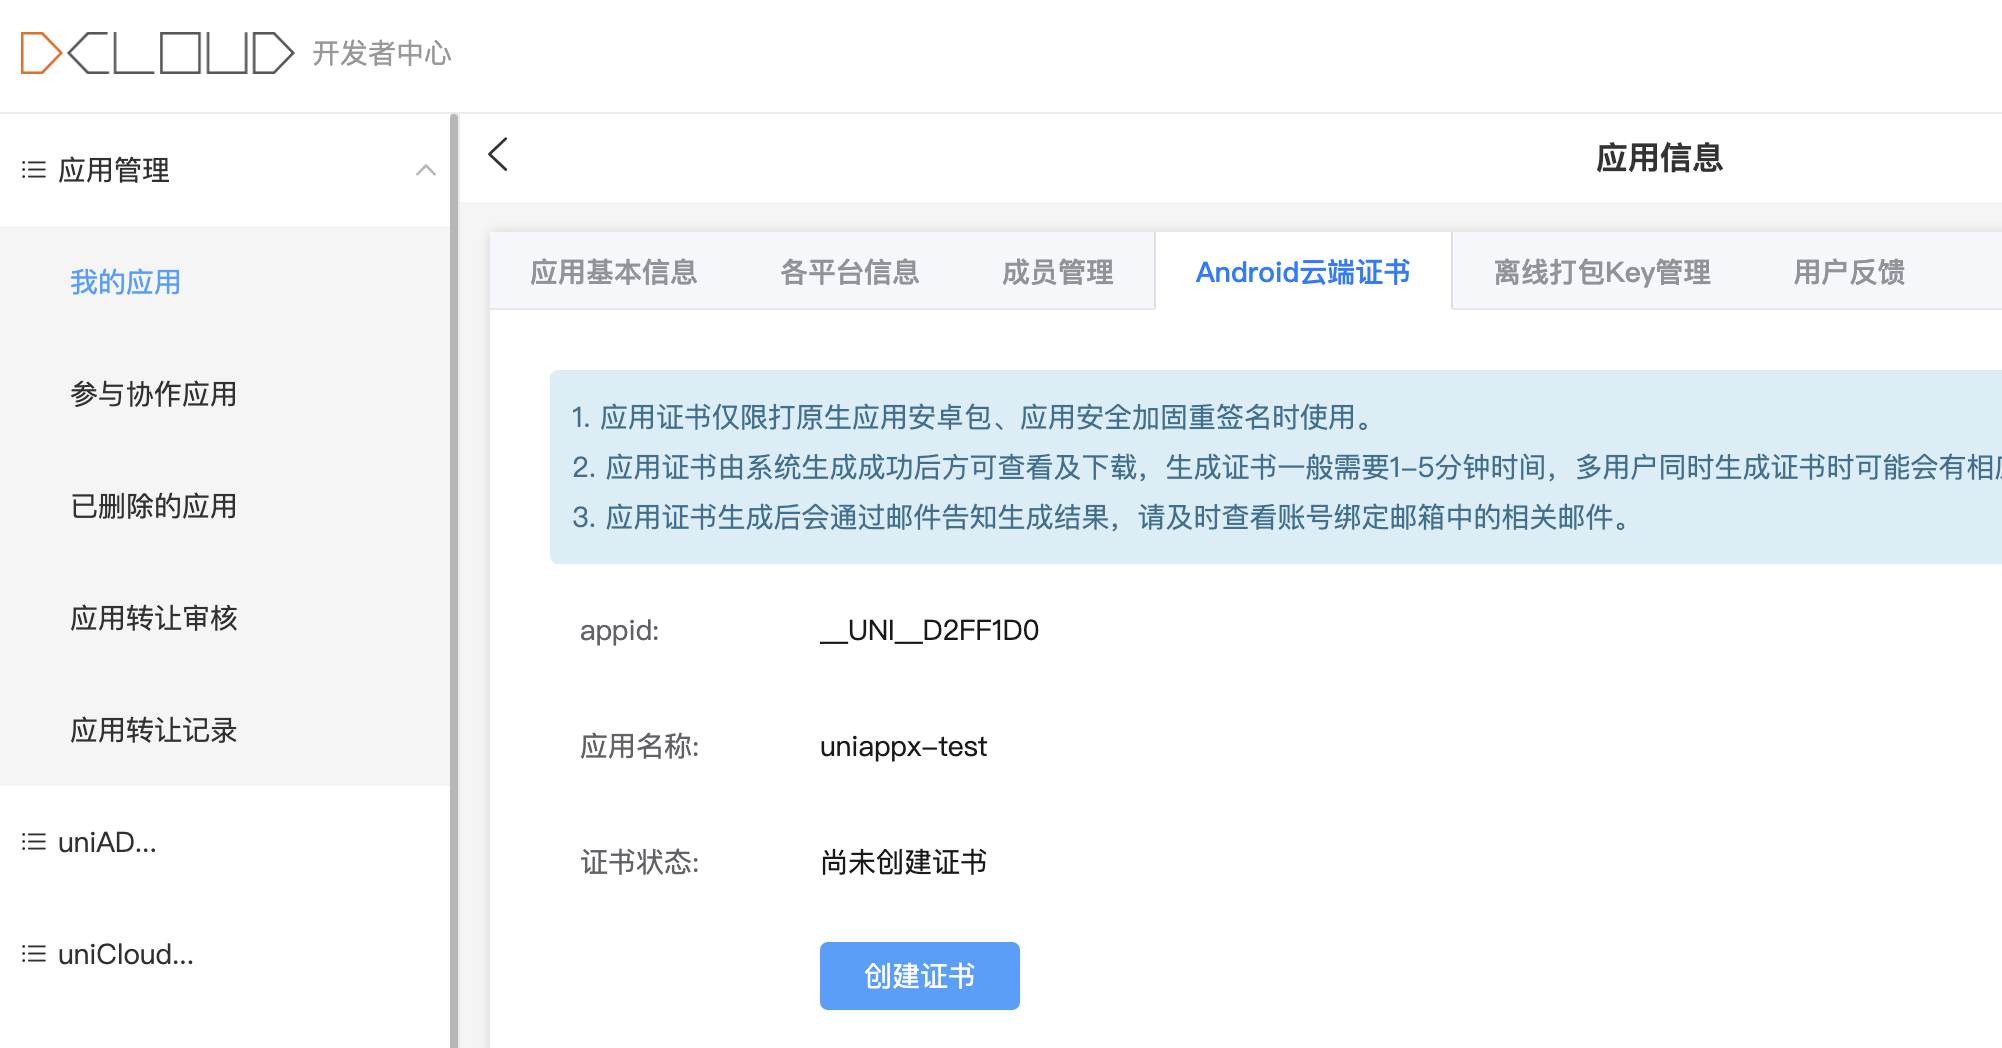 DCLOUD 开发者中心
应用管理
我的应用
参与协作应用
已删除的应用
应用转让审核
应用转让记录
uniAD...
uniCloud...
应用信息
应用基本信息 各平台信息 成员管理 Android云端证书 离线打包Key管理 用户反馈
1. 应用证书仅限打原生应用安卓包、应用安全加固重签名时使用。
2. 应用证书由系统生成成功后方可查看及下载，生成证书一般需要1-5分钟时间，多用户同时生成证书时可能会有相
3. 应用证书生成后会通过邮件告知生成结果，请及时查看账号绑定邮箱中的相关邮件。
appid: __UNI__D2FF1D0
应用名称: uniappx-test
证书状态: 尚未创建证书
创建证书